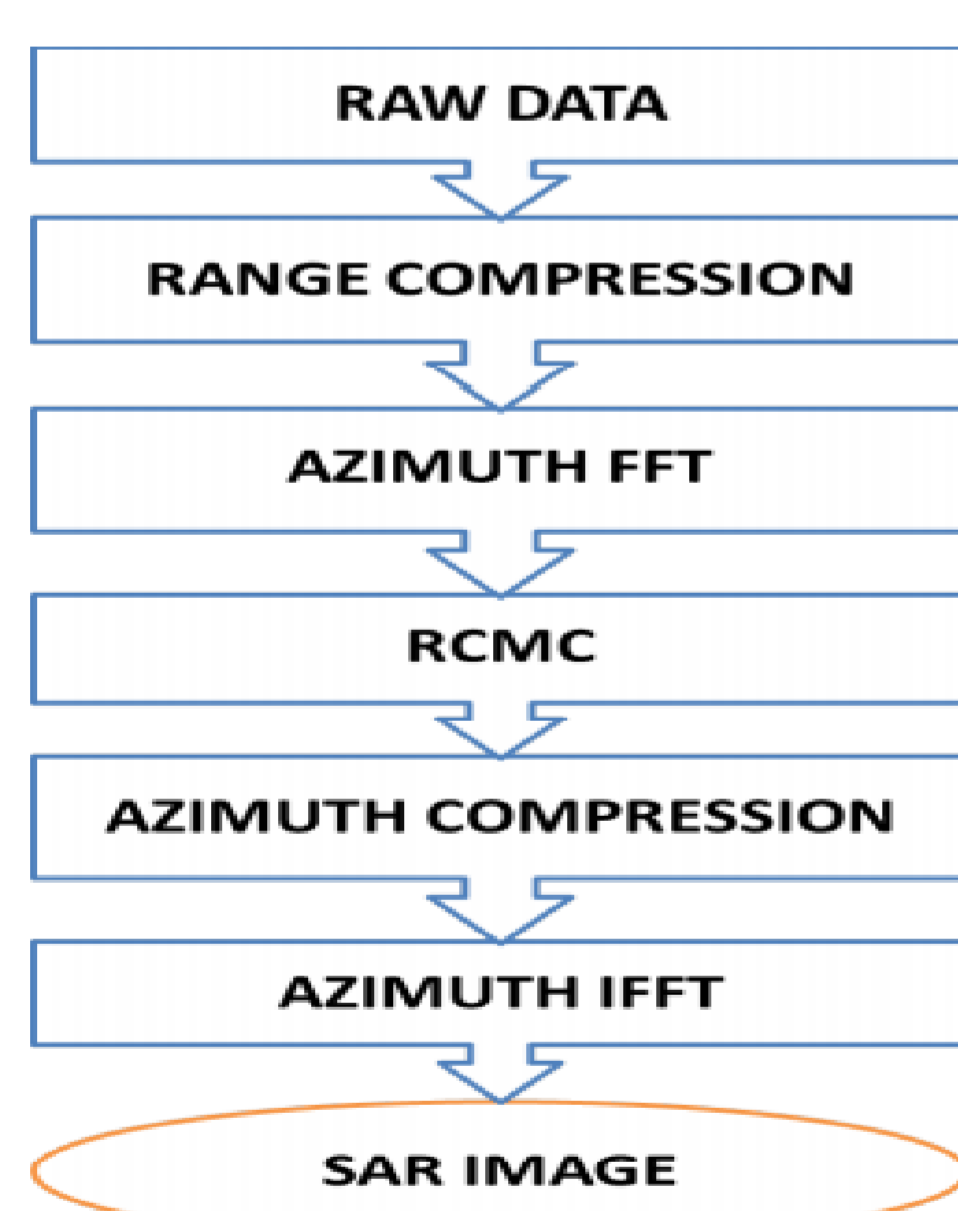 RAW DATA
RANGE COMPRESSION
AZIMUTH FFT
RCMC
AZIMUTH COMPRESSION
AZIMUTH IFFT
SAR IMAGE